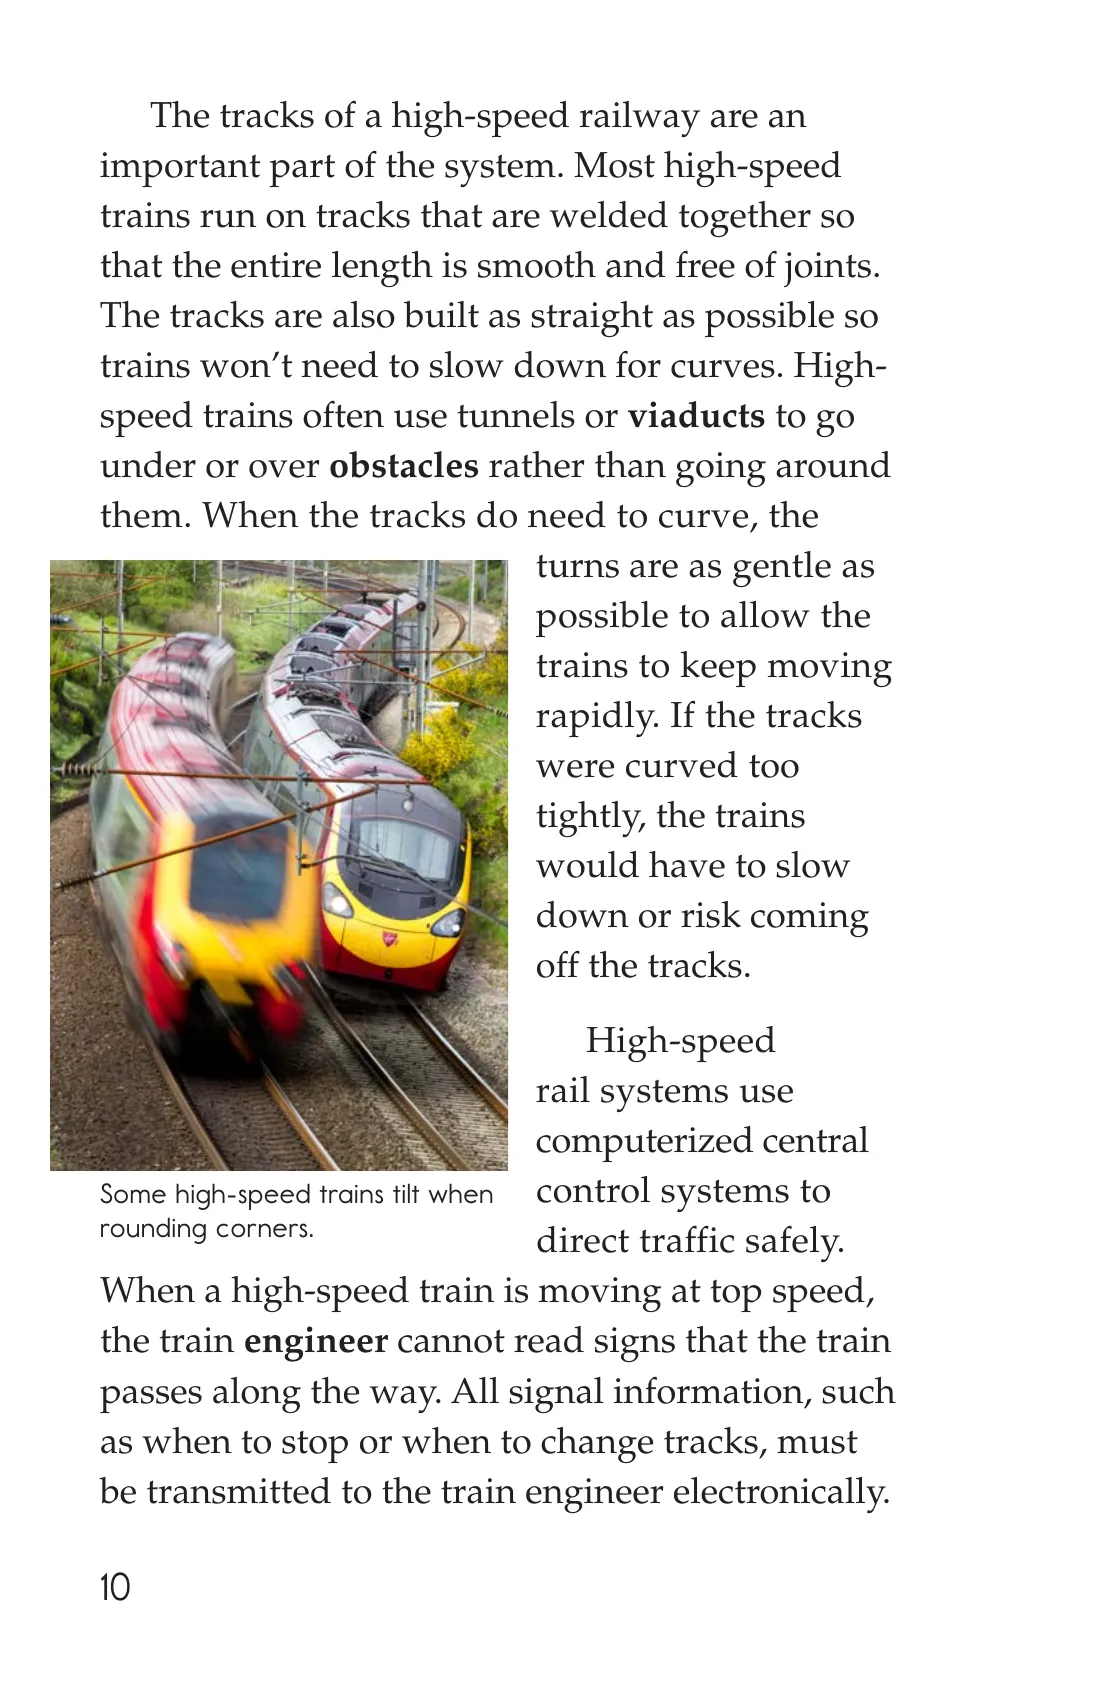 The tracks of a high-speed railway are an
important part of the system. Most high-speed
trains run on tracks that are welded together so
that the entire length is smooth and free of joints.
The tracks are also built as straight as possible so
trains won’t need to slow down for curves. High-
speed trains often use tunnels or viaducts to go
under or over obstacles rather than going around
them. When the tracks do need to curve, the
turns are as gentle as
possible to allow the
trains to keep moving
rapidly. If the tracks
were curved too
tightly, the trains
would have to slow
down or risk coming
off the tracks.
High-speed
rail systems use
computerized central
control systems to
direct traffic safely.
When a high-speed train is moving at top speed,
the train engineer cannot read signs that the train
passes along the way. All signal information, such
as when to stop or when to change tracks, must
be transmitted to the train engineer electronically.
Some high-speed trains tilt when
rounding corners.
10